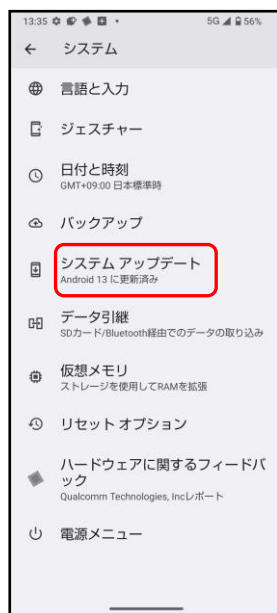 13:35 5G 56%
システム
言語と入力
ジェスチャー
日付と時刻
GMT+09:00 日本標準時
バックアップ
システム アップデート
Android 13 に更新済み
データ引継
SDカード/Bluetooth経由でのデータの取り込み
仮想メモリ
ストレージを使用してRAMを拡張
リセット オプション
ハードウェアに関するフィードバ
ック
Qualcomm Technologies, Incレポート
電源メニュー